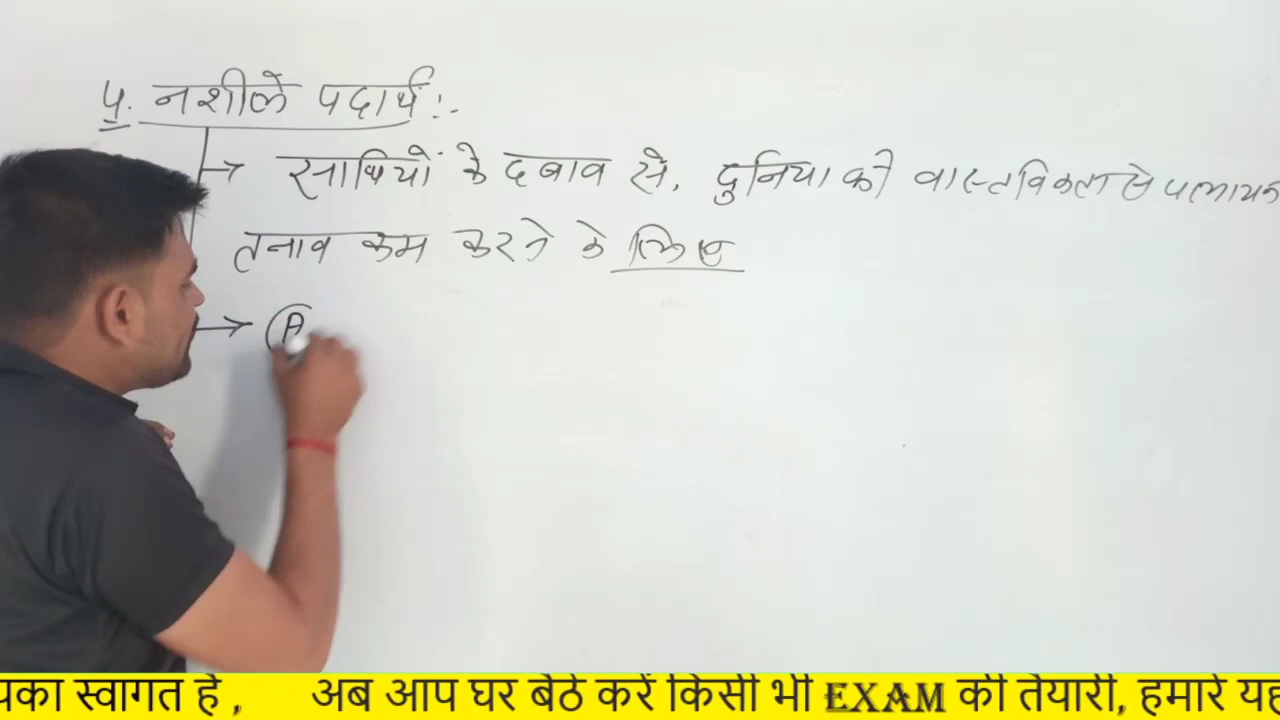 ५. नशीले पदार्थ :-
→ साथियों के दबाव से, दुनिया की वास्तविकता से पलायन
तनाव कम करने के लिए
→ A
पका स्वागत है , अब आप घर बैठे करें किसी भी EXAM की तैयारी, हमारे यह